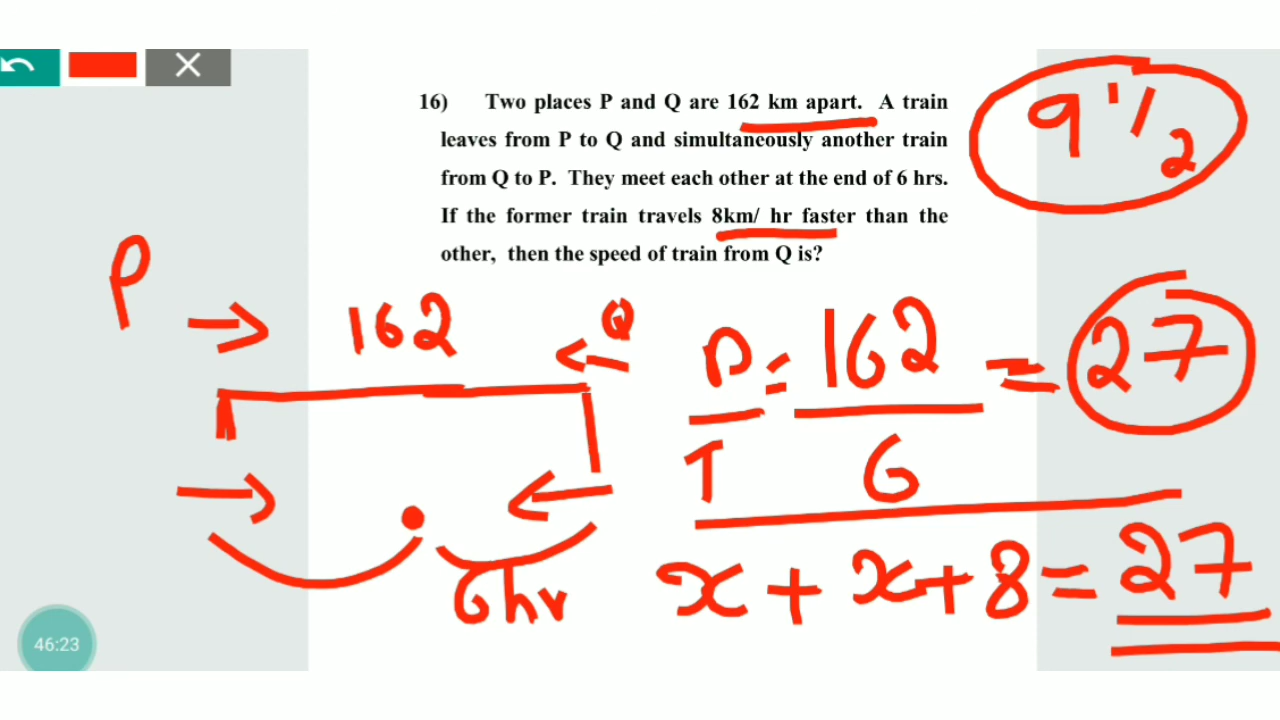 16) Two places P and Q are 162 km apart. A train
leaves from P to Q and simultaneously another train
from Q to P. They meet each other at the end of 6 hrs.
If the former train travels 8km/ hr faster than the
other, then the speed of train from Q is?
9 1/2
P
162
Q
D = 162 = 27
T 6
6hr
x + x + 8 = 27
46:23